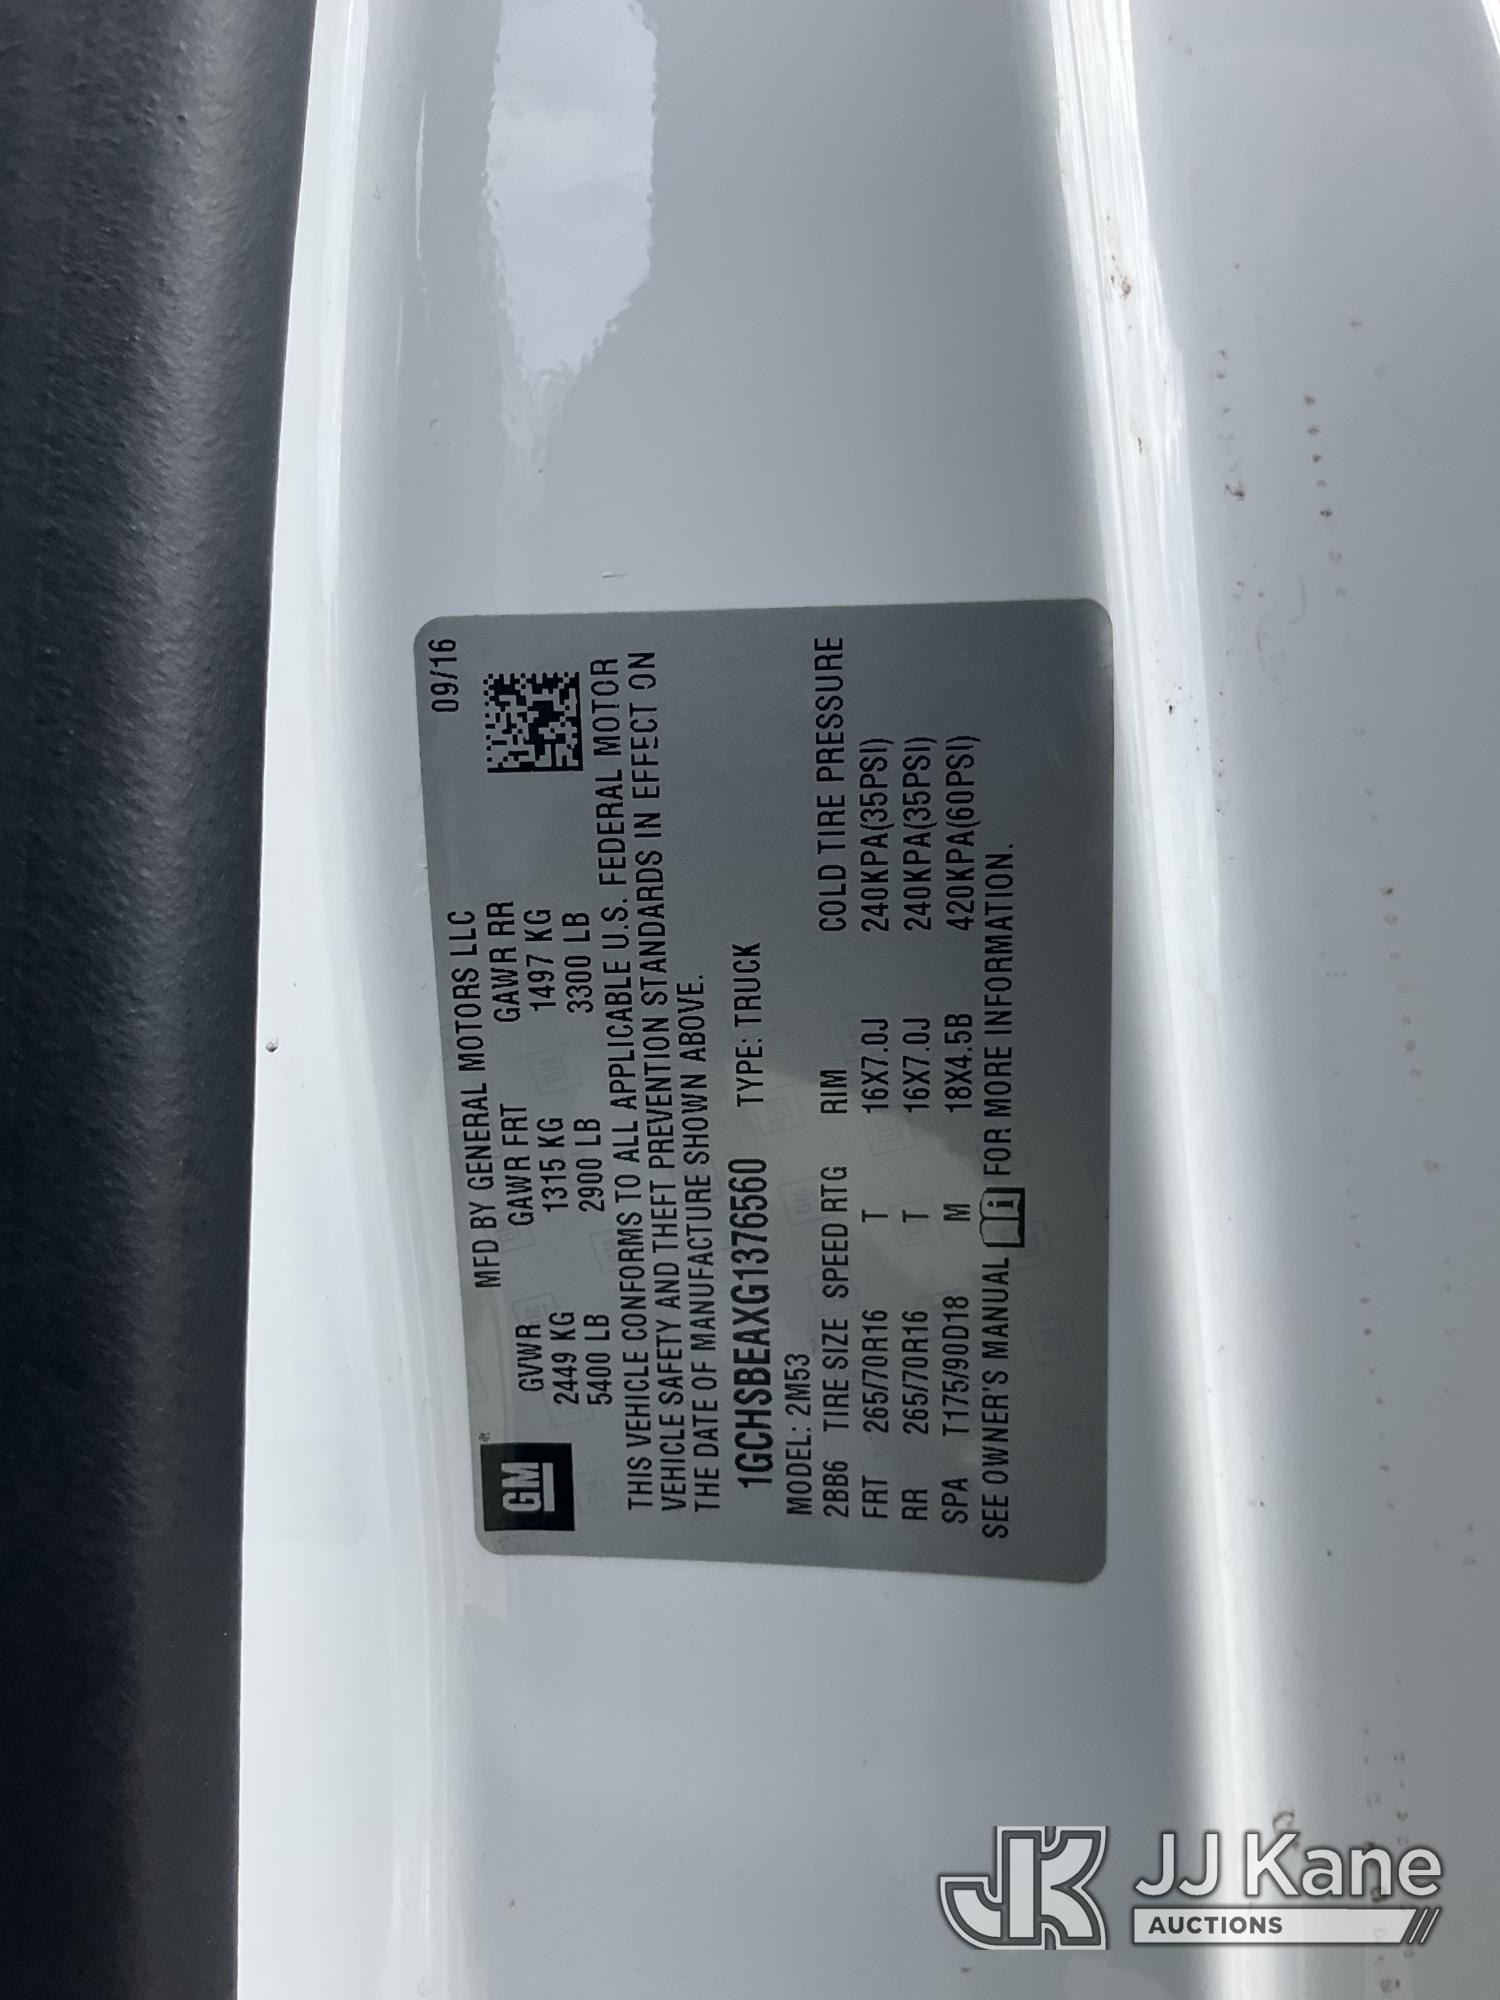 MFD BY GENERAL MOTORS LLC 09/16
GM
GVWR GAWR FRT GAWR RR
2449 KG 1315 KG 1497 KG
5400 LB 2900 LB 3300 LB
THIS VEHICLE CONFORMS TO ALL APPLICABLE U.S. FEDERAL MOTOR
VEHICLE SAFETY AND THEFT PREVENTION STANDARDS IN EFFECT ON
THE DATE OF MANUFACTURE SHOWN ABOVE.
1GCHSBEAXG1376560 TYPE: TRUCK
MODEL: 2M53
2BB6 TIRE SIZE SPEED RTG RIM COLD TIRE PRESSURE
FRT 265/70R16 T 16X7.0J 240KPA(35PSI)
RR 265/70R16 T 16X7.0J 240KPA(35PSI)
SPA T175/90D18 M 18X4.5B 420KPA(60PSI)
SEE OWNER'S MANUAL i FOR MORE INFORMATION.
JK JJ Kane
AUCTIONS